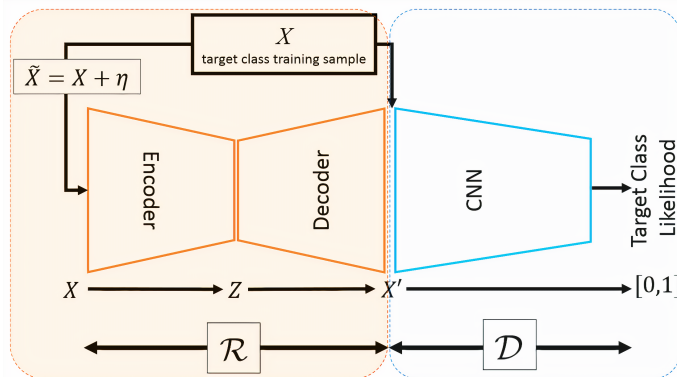 X
target class training sample
X̃ = X + η
Encoder
Decoder
CNN
Target Class
Likelihood
X
Z
X′
[0,1]
ℛ
𝒟